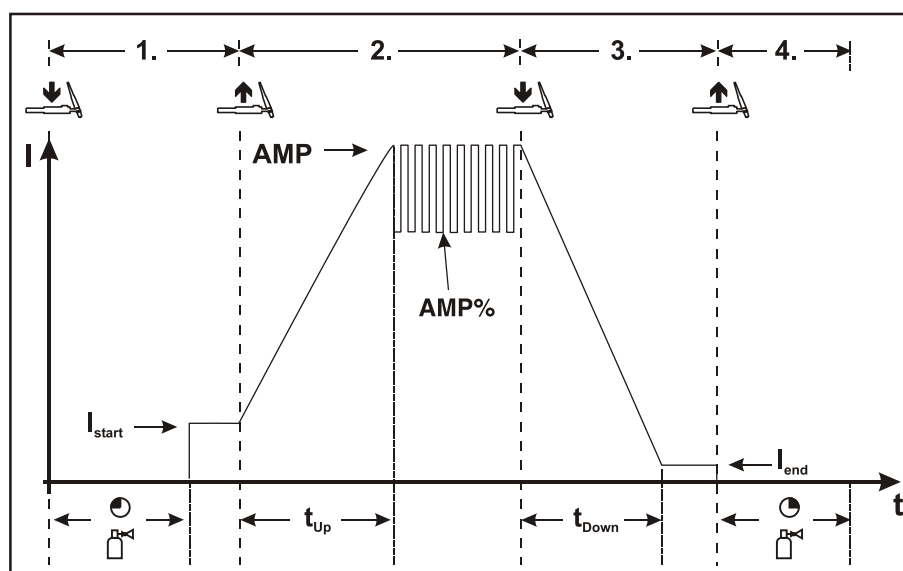 1. 2. 3. 4.
I
AMP
AMP%
I start
I end
t
t Up
t Down